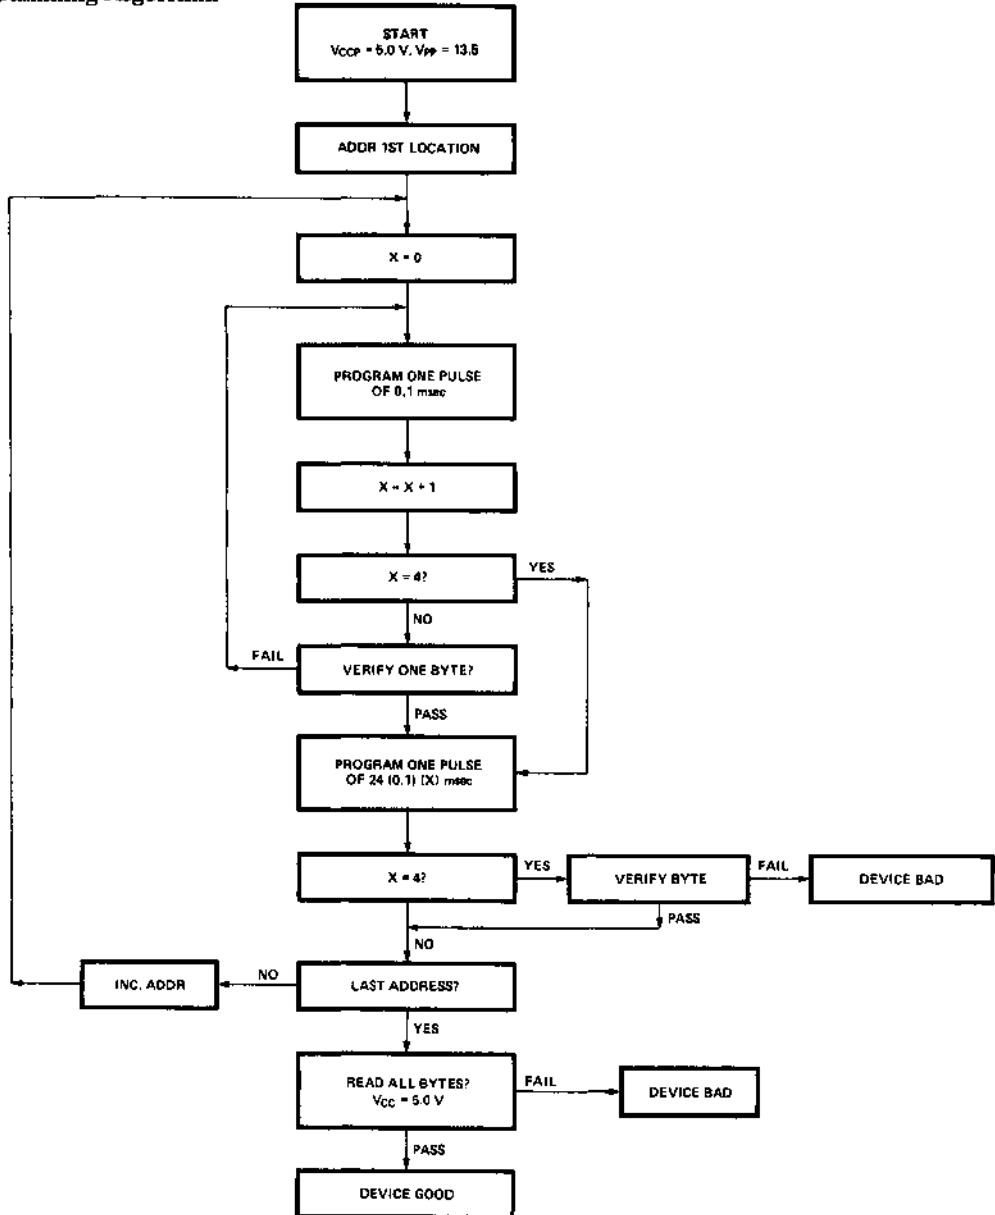 Algorithm
START
VCCP = 6.0 V, VPP = 13.5
ADDR 1ST LOCATION
X = 0
PROGRAM ONE PULSE
OF 0.1 msec
X = X + 1
X = 4?
YES
NO
FAIL
VERIFY ONE BYTE?
PASS
PROGRAM ONE PULSE
OF 24 (0.1) (X) msec
X = 4?
YES
VERIFY BYTE
FAIL
DEVICE BAD
PASS
NO
INC. ADDR
NO
LAST ADDRESS?
YES
READ ALL BYTES?
VCC = 5.0 V
FAIL
DEVICE BAD
PASS
DEVICE GOOD